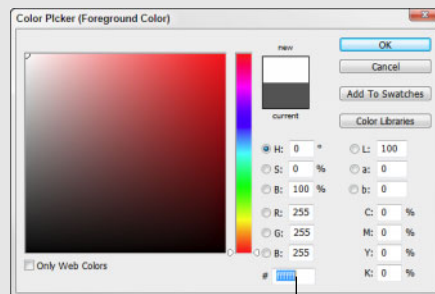 Color Picker (Foreground Color)
new
current
OK
Cancel
Add To Swatches
Color Libraries
H: 0 °
S: 0 %
B: 100 %
R: 255
G: 255
B: 255
# ffffff
L: 100
a: 0
b: 0
C: 0 %
M: 0 %
Y: 0 %
K: 0 %
Only Web Colors